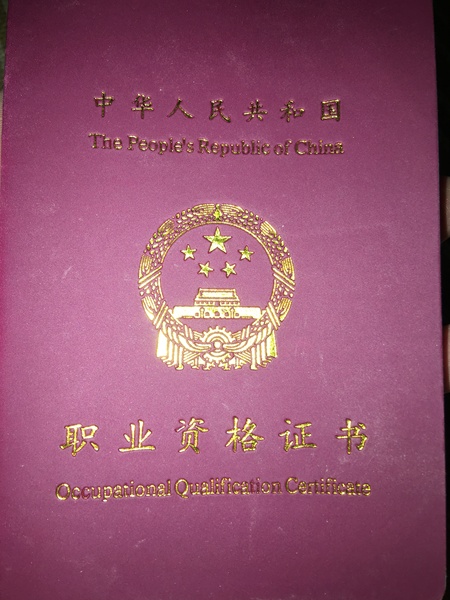 中华人民共和国
The People's Republic of China
职业资格证书
Occupational Qualification Certificate